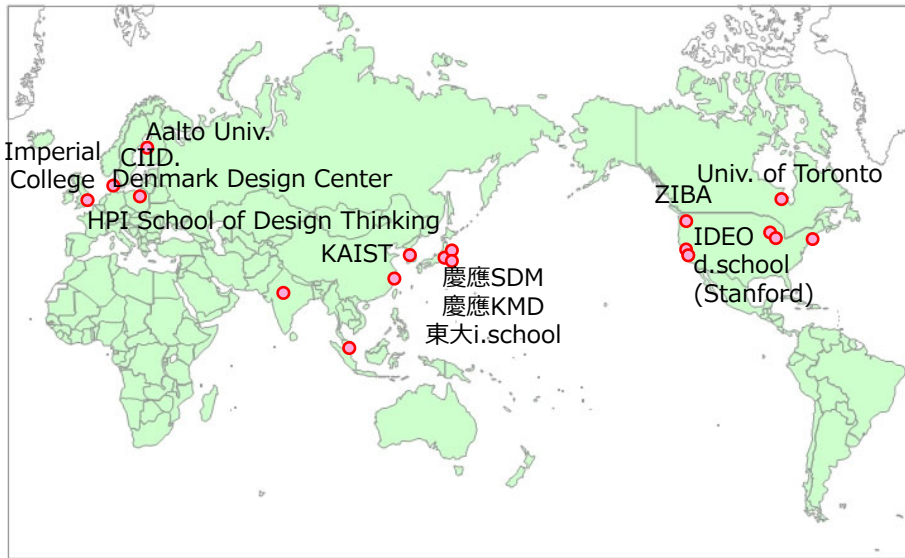 Aalto Univ.
Imperial
College
CIID.
Denmark Design Center
HPI School of Design Thinking
KAIST
慶應SDM
慶應KMD
東大i.school
Univ. of Toronto
ZIBA
IDEO
d.school
(Stanford)